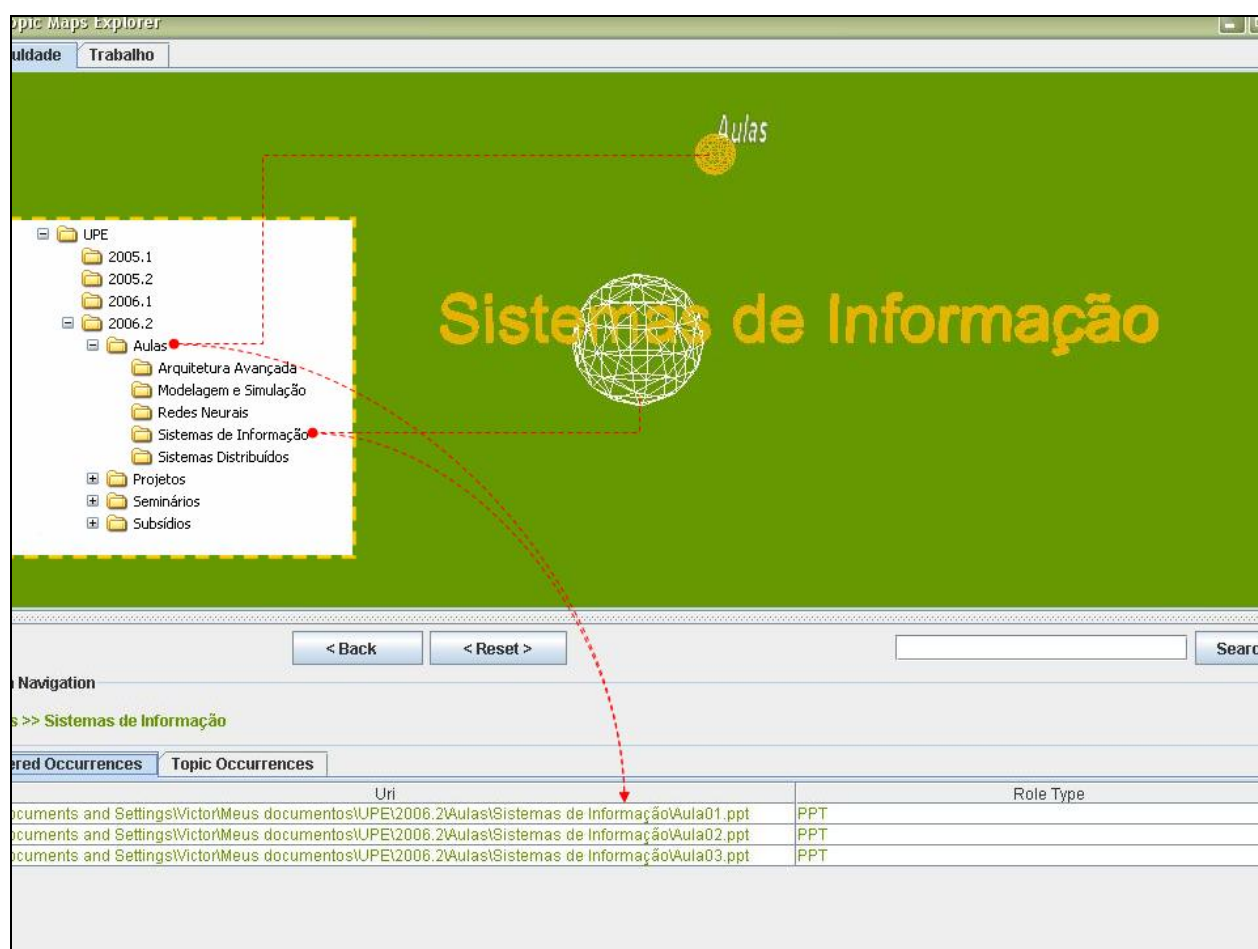 opic Maps Explorer
uldade Trabalho
Aulas
UPE
2005.1
2005.2
2006.1
2006.2
Aulas
Arquitetura Avançada
Modelagem e Simulação
Redes Neurais
Sistemas de Informação
Sistemas Distribuídos
Projetos
Seminários
Subsídios
Sistemas de Informação
< Back < Reset > Searc
n Navigation
s >> Sistemas de Informação
ered Occurrences Topic Occurrences
Uri Role Type
ocuments and Settings\Victor\Meus documentos\UPE\2006.2\Aulas\Sistemas de Informação\Aula01.ppt PPT
ocuments and Settings\Victor\Meus documentos\UPE\2006.2\Aulas\Sistemas de Informação\Aula02.ppt PPT
ocuments and Settings\Victor\Meus documentos\UPE\2006.2\Aulas\Sistemas de Informação\Aula03.ppt PPT